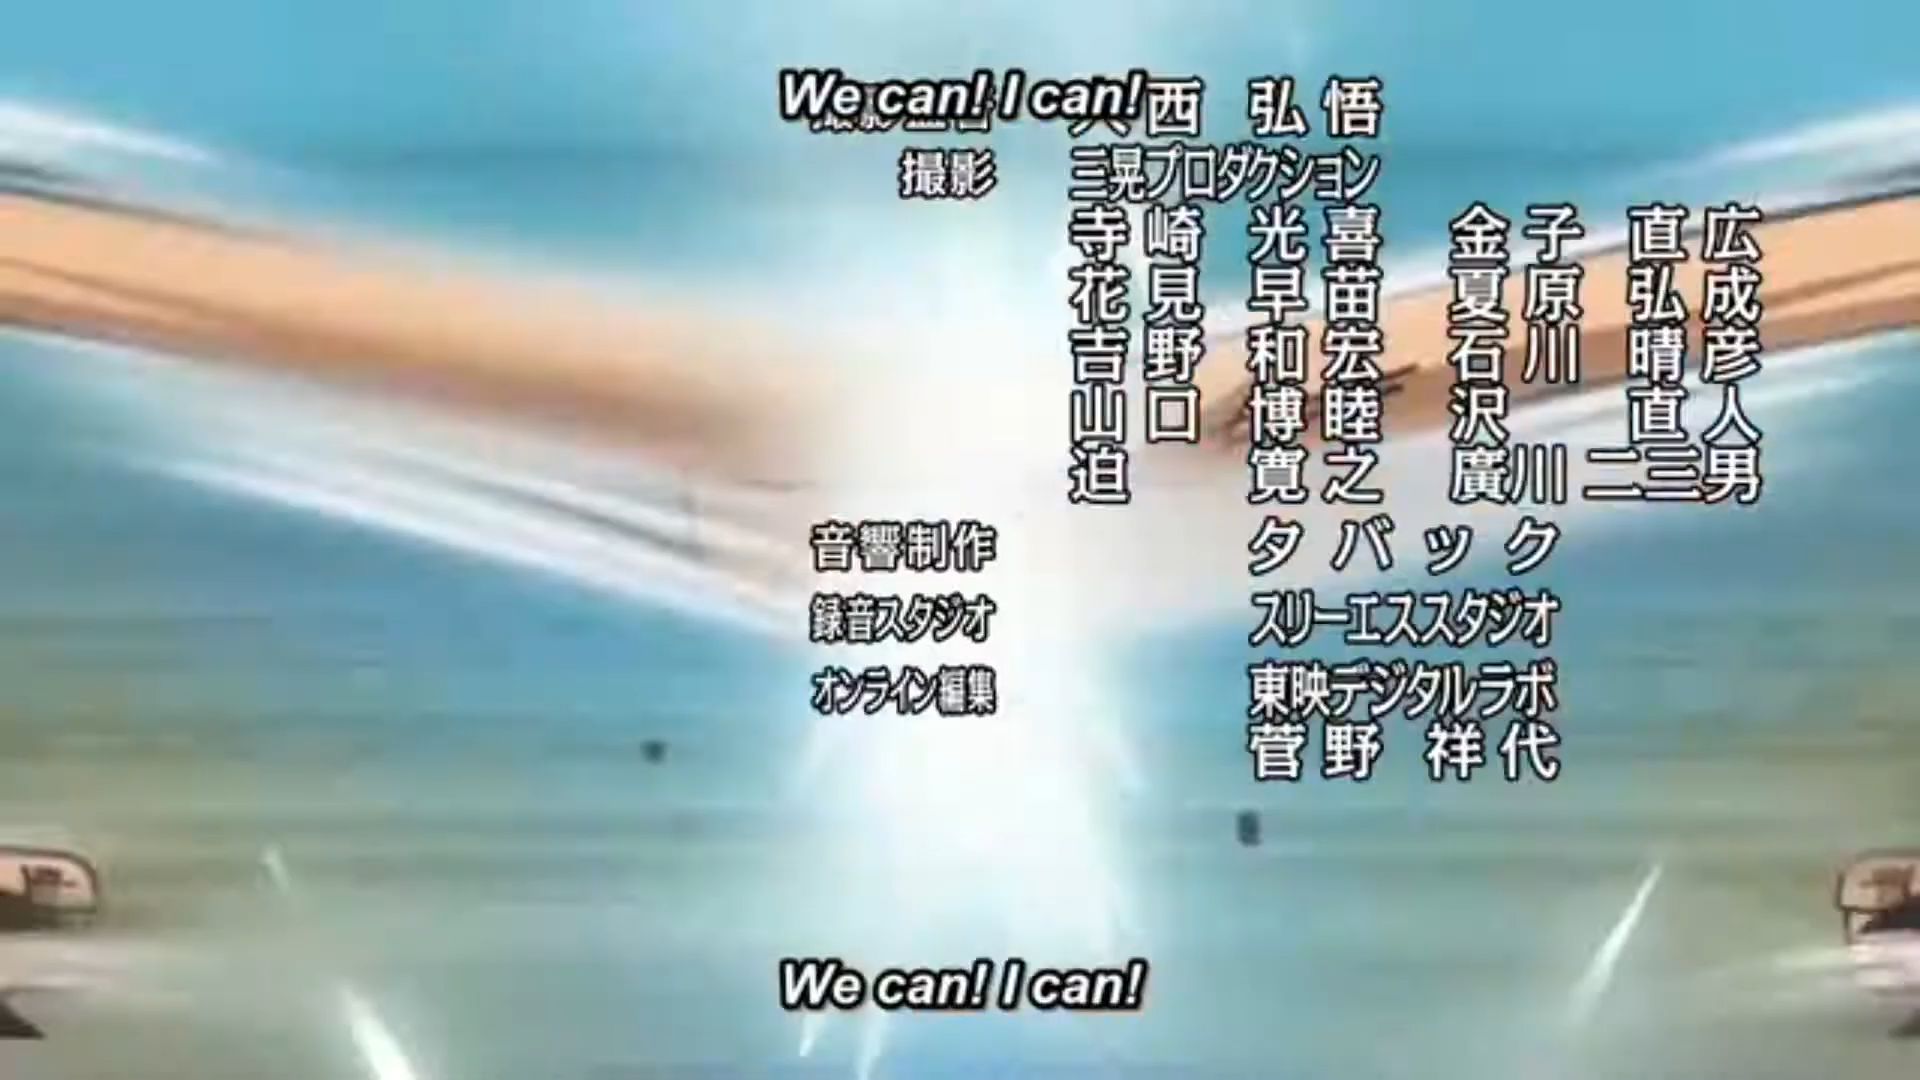 We can! I can!
西 弘悟
撮影 三晃プロダクション
寺崎 光喜 金子 直広
花見 早苗 夏原 弘成
吉野 和宏 石川 晴彦
山口 博睦 沢 直人
迫 寛之 廣川 二三男
音響制作 タバック
録音スタジオ スリーエススタジオ
オンライン編集 東映デジタルラボ
菅野 祥代
We can! I can!